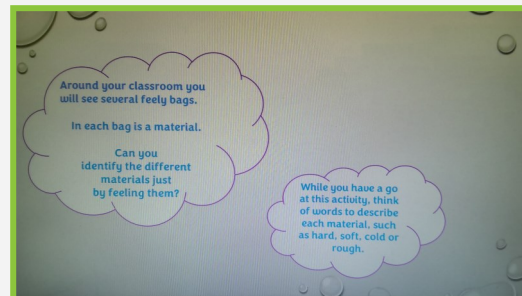 Around your classroom you
will see several feely bags.
In each bag is a material.
Can you
identify the different
materials just
by feeling them?
While you have a go
at this activity, think
of words to describe
each material, such
as hard, soft, cold or
rough.